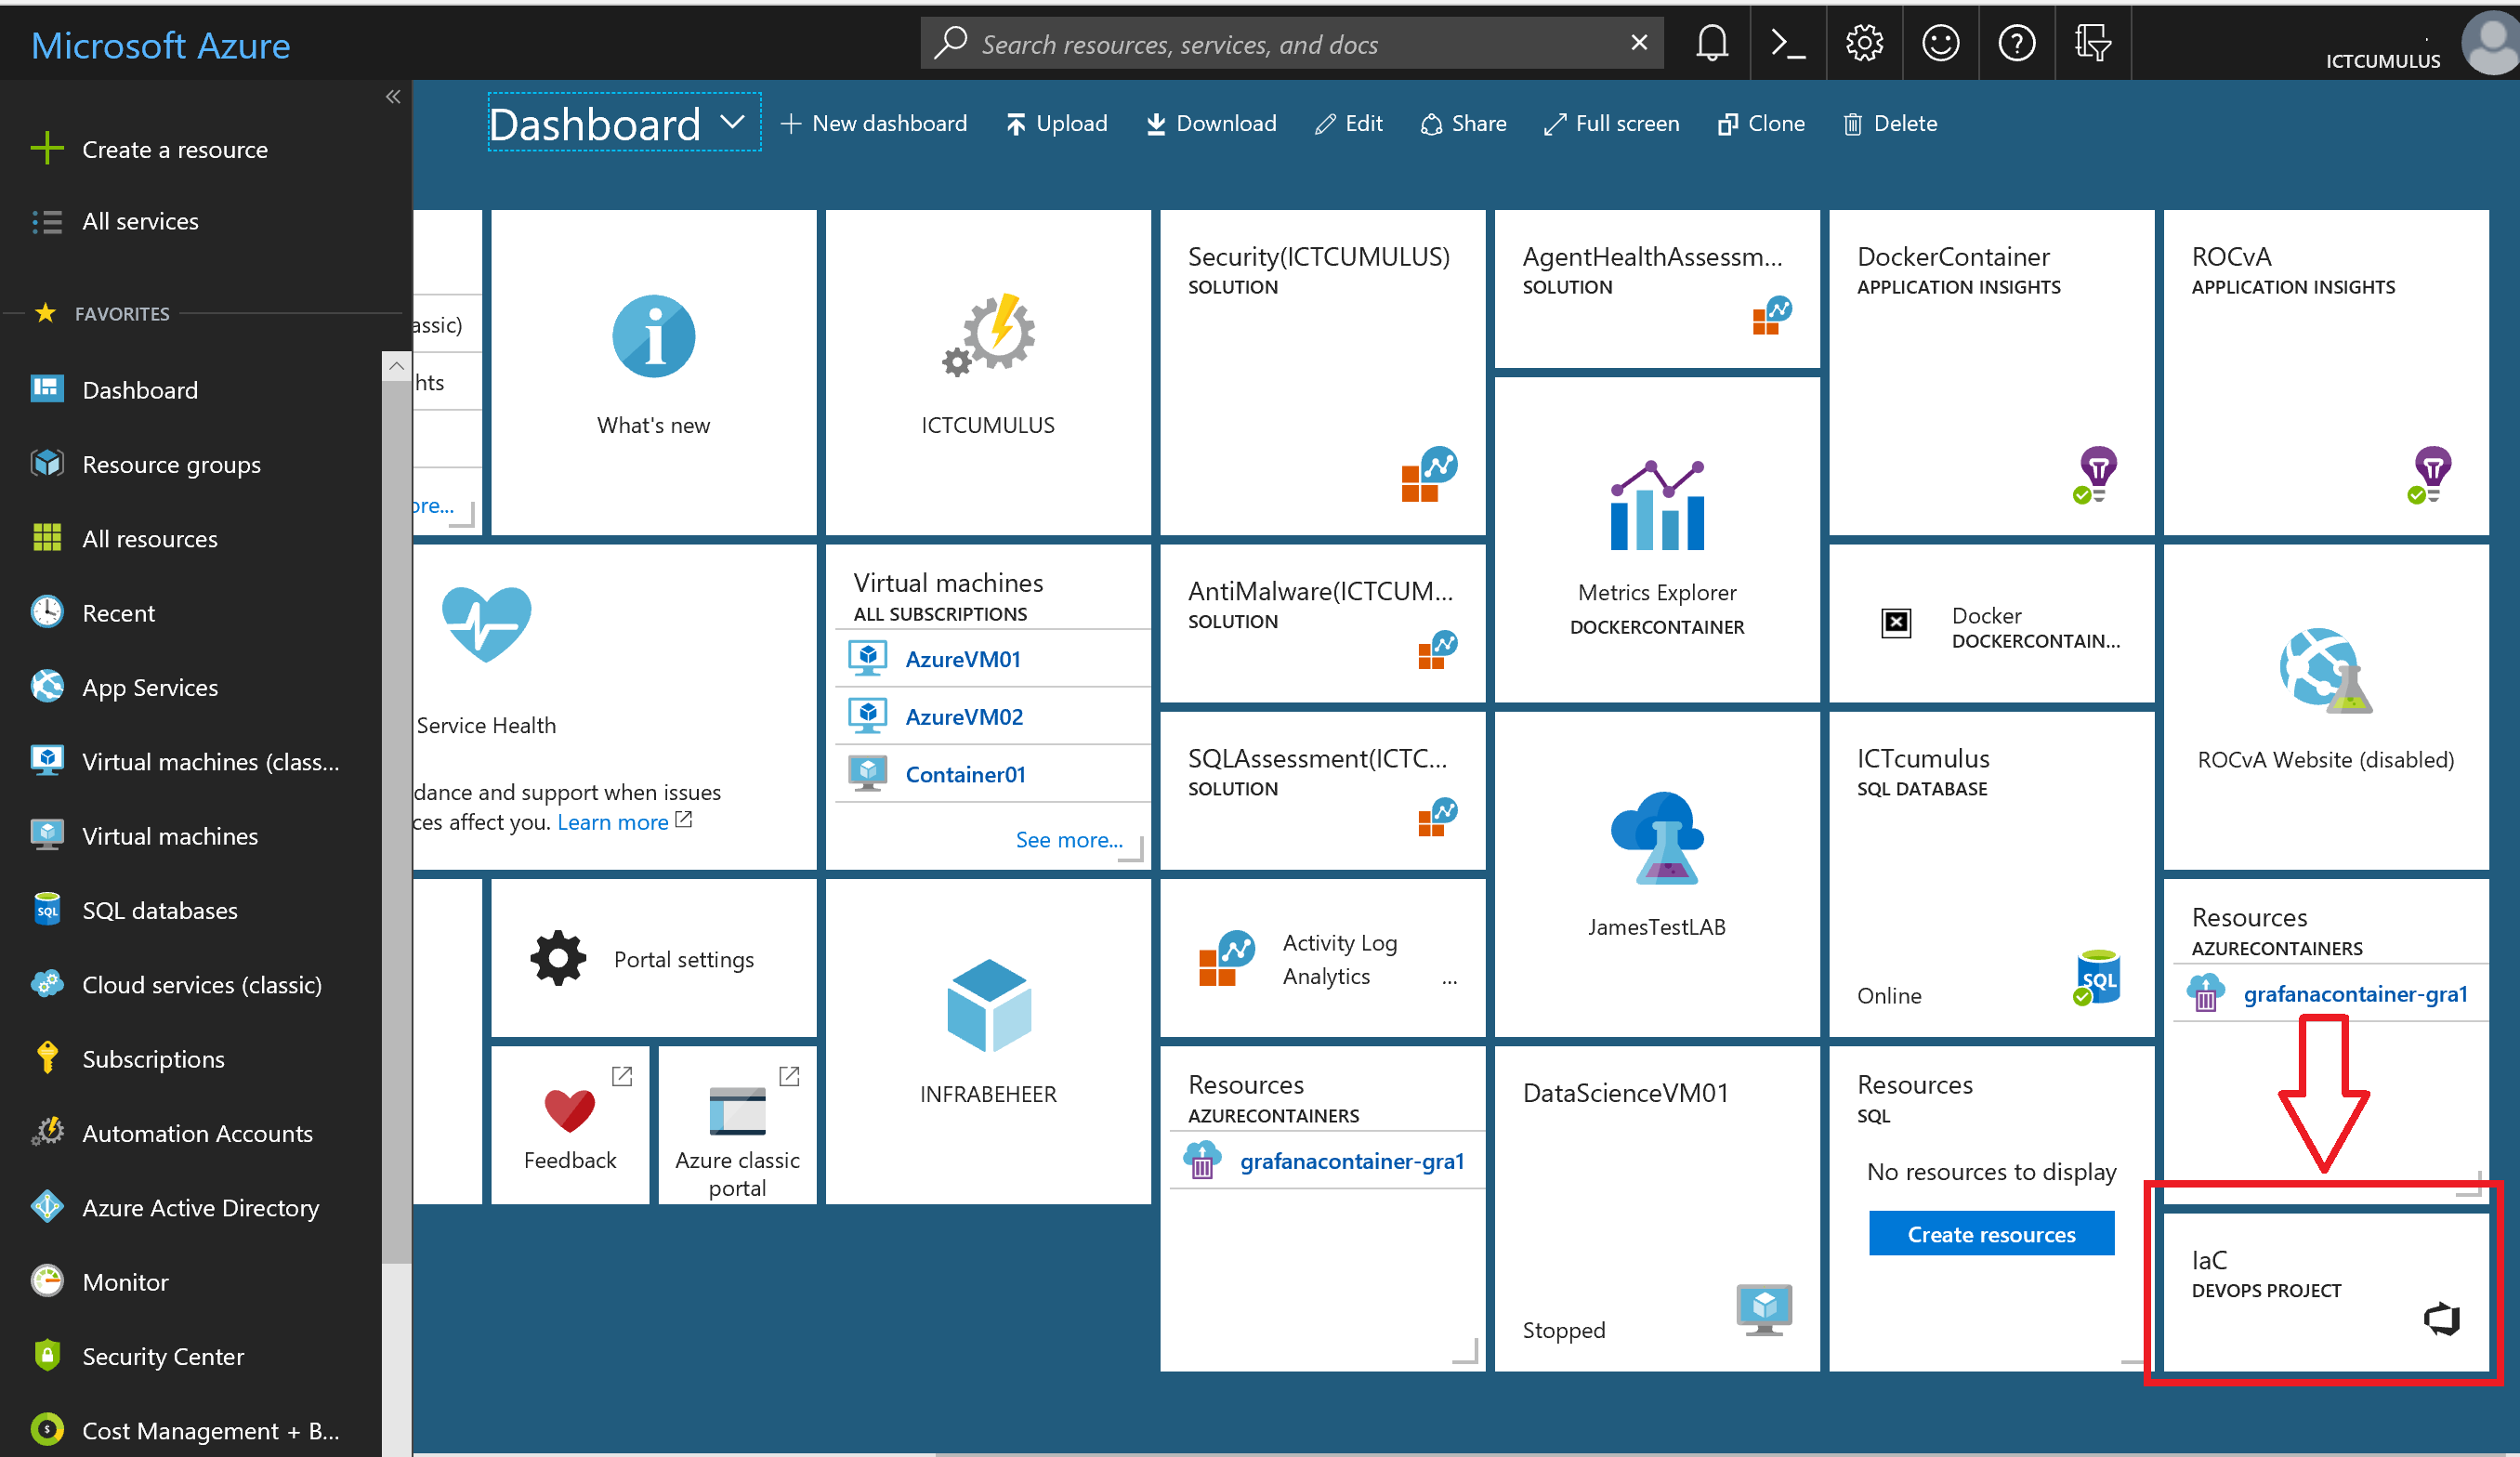 Microsoft Azure
Search resources, services, and docs
ICTCUMULUS
Create a resource
All services
FAVORITES
Dashboard
Resource groups
All resources
Recent
App Services
Virtual machines (class...
Virtual machines
SQL databases
Cloud services (classic)
Subscriptions
Automation Accounts
Azure Active Directory
Monitor
Security Center
Cost Management + B...
Dashboard
New dashboard
Upload
Download
Edit
Share
Full screen
Clone
Delete
assic)
hts
ore...
What's new
ICTCUMULUS
Security(ICTCUMULUS)
SOLUTION
AgentHealthAssessm...
SOLUTION
DockerContainer
APPLICATION INSIGHTS
ROCvA
APPLICATION INSIGHTS
Service Health
dance and support when issues
ces affect you. Learn more
Virtual machines
ALL SUBSCRIPTIONS
AzureVM01
AzureVM02
Container01
See more...
AntiMalware(ICTCUM...
SOLUTION
Metrics Explorer
DOCKERCONTAINER
Docker
DOCKERCONTAIN...
ROCvA Website (disabled)
SQLAssessment(ICTC...
SOLUTION
JamesTestLAB
ICTcumulus
SQL DATABASE
Online
SQL
Portal settings
INFRABEHEER
Activity Log
Analytics ...
Resources
AZURECONTAINERS
grafanacontainer-gra1
Feedback
Azure classic
portal
Resources
AZURECONTAINERS
grafanacontainer-gra1
DataScienceVM01
Stopped
Resources
SQL
No resources to display
Create resources
IaC
DEVOPS PROJECT